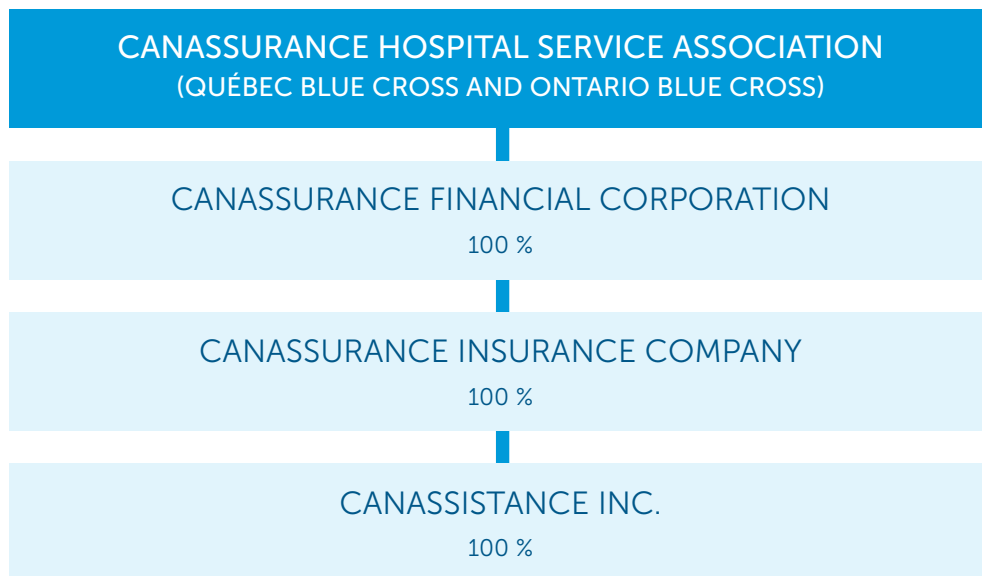 CANASSURANCE HOSPITAL SERVICE ASSOCIATION
(QUÉBEC BLUE CROSS AND ONTARIO BLUE CROSS)
CANASSURANCE FINANCIAL CORPORATION
100 %
CANASSURANCE INSURANCE COMPANY
100 %
CANASSISTANCE INC.
100 %